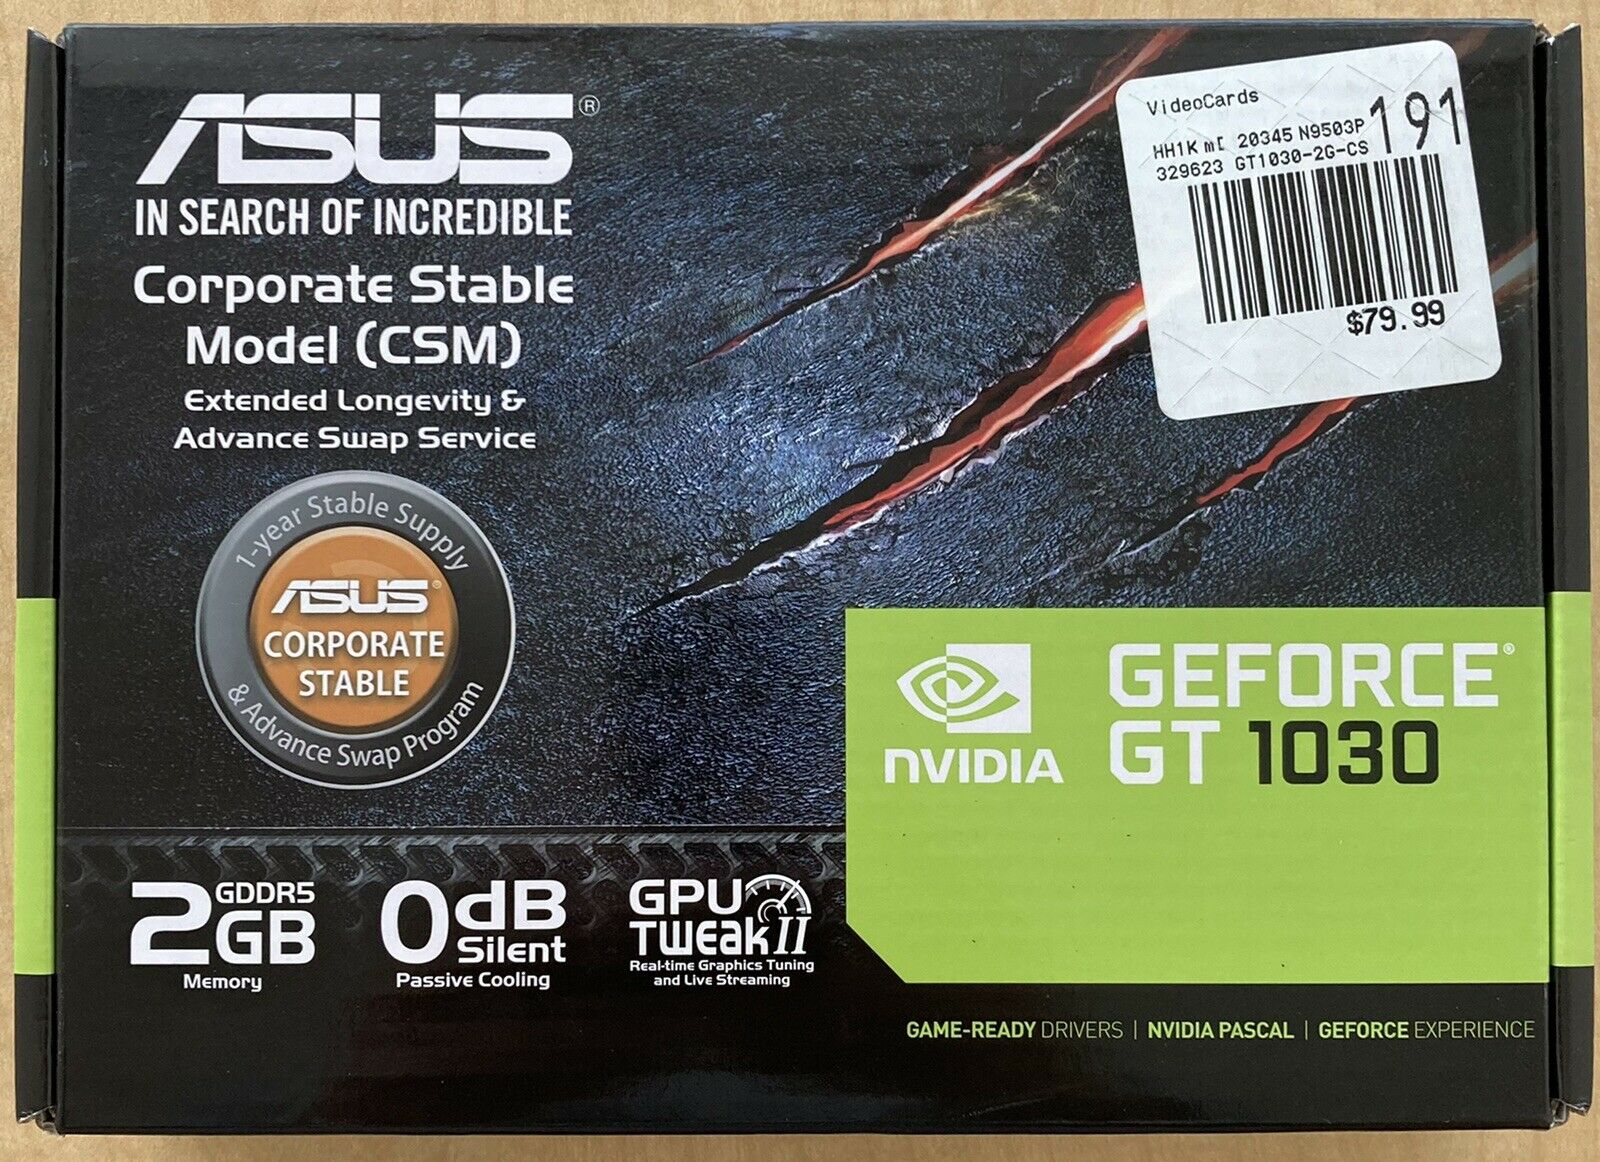 ASUS®
IN SEARCH OF INCREDIBLE
Corporate Stable
Model (CSM)
Extended Longevity &
Advance Swap Service
1-year Stable Supply
ASUS®
CORPORATE
STABLE
& Advance Swap Program
VideoCards
191
HH1K 20345 N9503P
329623 GT1030-2G-CS
$79.99
NVIDIA
GEFORCE®
GT 1030
2GB GDDR5
Memory
0dB
Silent
Passive Cooling
GPU
Tweak II
Real-time Graphics Tuning
and Live Streaming
GAME-READY DRIVERS | NVIDIA PASCAL | GEFORCE EXPERIENCE